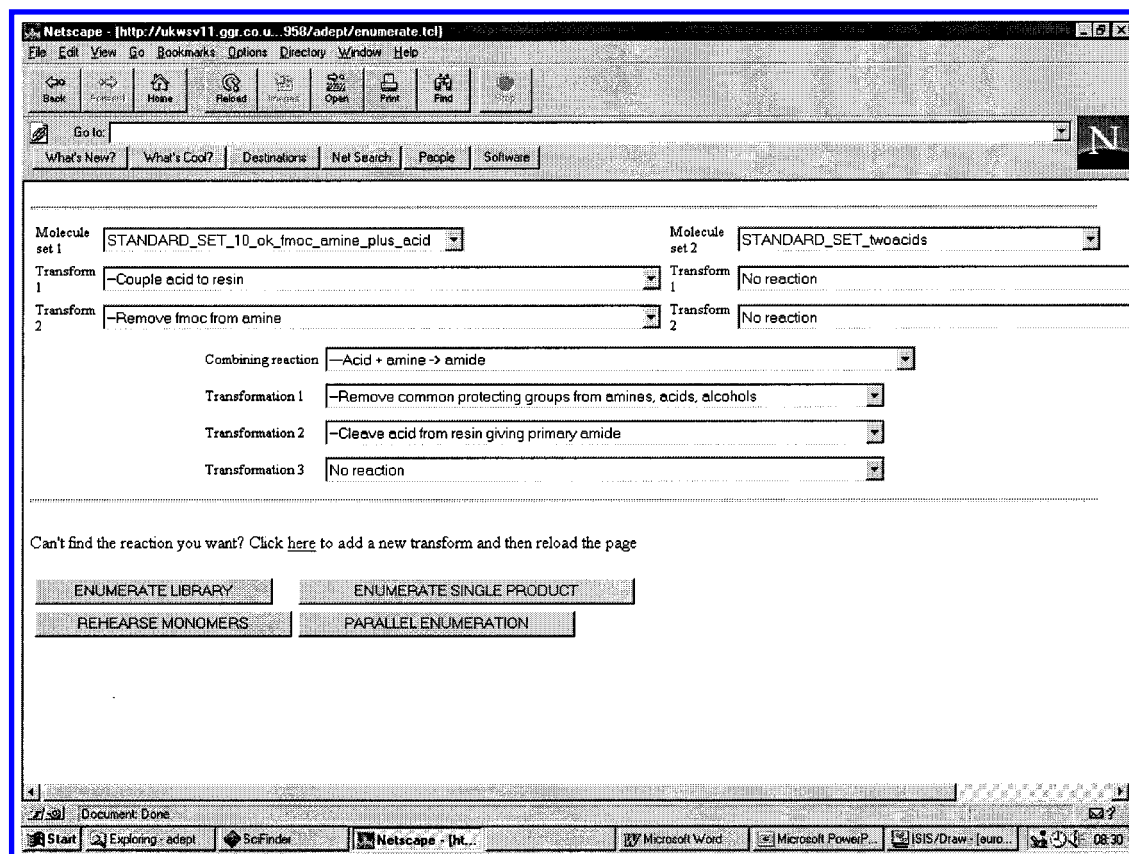 Netscape - [http://ukwsv11.ggr.co.u...958/adept/enumerate.tcl]
File Edit View Go Bookmarks Options Directory Window Help
Back Forward Home Reload Images Open Print Find Stop
Go to:
N
What's New? What's Cool? Destinations Net Search People Software
Molecule set 1 STANDARD_SET_10_ok_fmoc_amine_plus_acid Molecule set 2 STANDARD_SET_twoacids
Transform 1 --Couple acid to resin Transform 1 No reaction
Transform 2 --Remove fmoc from amine Transform 2 No reaction
Combining reaction ---Acid + amine -> amide
Transformation 1 --Remove common protecting groups from amines, acids, alcohols
Transformation 2 --Cleave acid from resin giving primary amide
Transformation 3 No reaction
Can't find the reaction you want? Click here to add a new transform and then reload the page
ENUMERATE LIBRARY ENUMERATE SINGLE PRODUCT
REHEARSE MONOMERS PARALLEL ENUMERATION
Document: Done
Start Exploring - adept SciFinder Netscape - [ht... Microsoft Word Microsoft PowerP... ISIS/Draw - [euro... 08:30